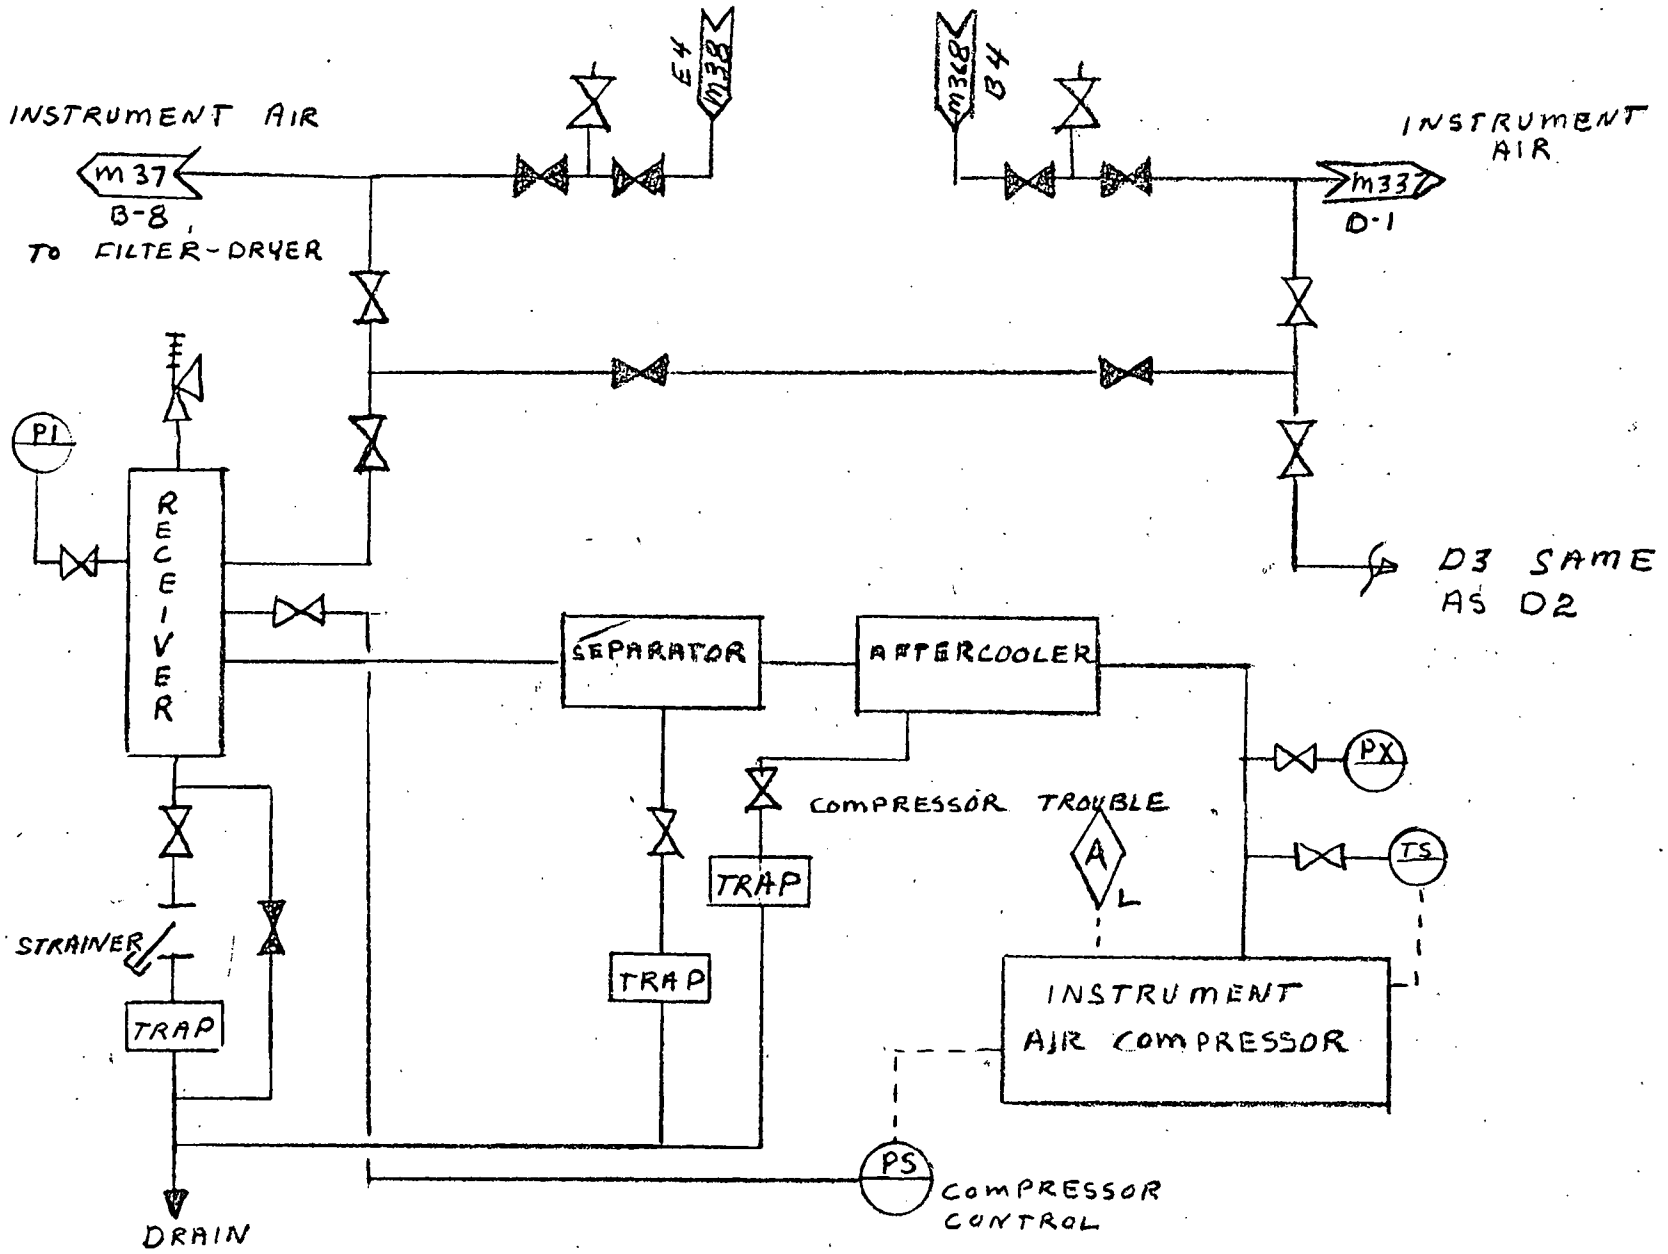 E4
m38
m368
B4
INSTRUMENT AIR
m 37
B-8
TO FILTER-DRYER
INSTRUMENT
AIR
m337
D-1
PI
RECEIVER
D3 SAME
AS D2
SEPARATOR
AFTERCOOLER
PX
COMPRESSOR TROUBLE
A
L
TS
TRAP
STRAINER
TRAP
TRAP
INSTRUMENT
AIR COMPRESSOR
PS
COMPRESSOR
CONTROL
DRAIN